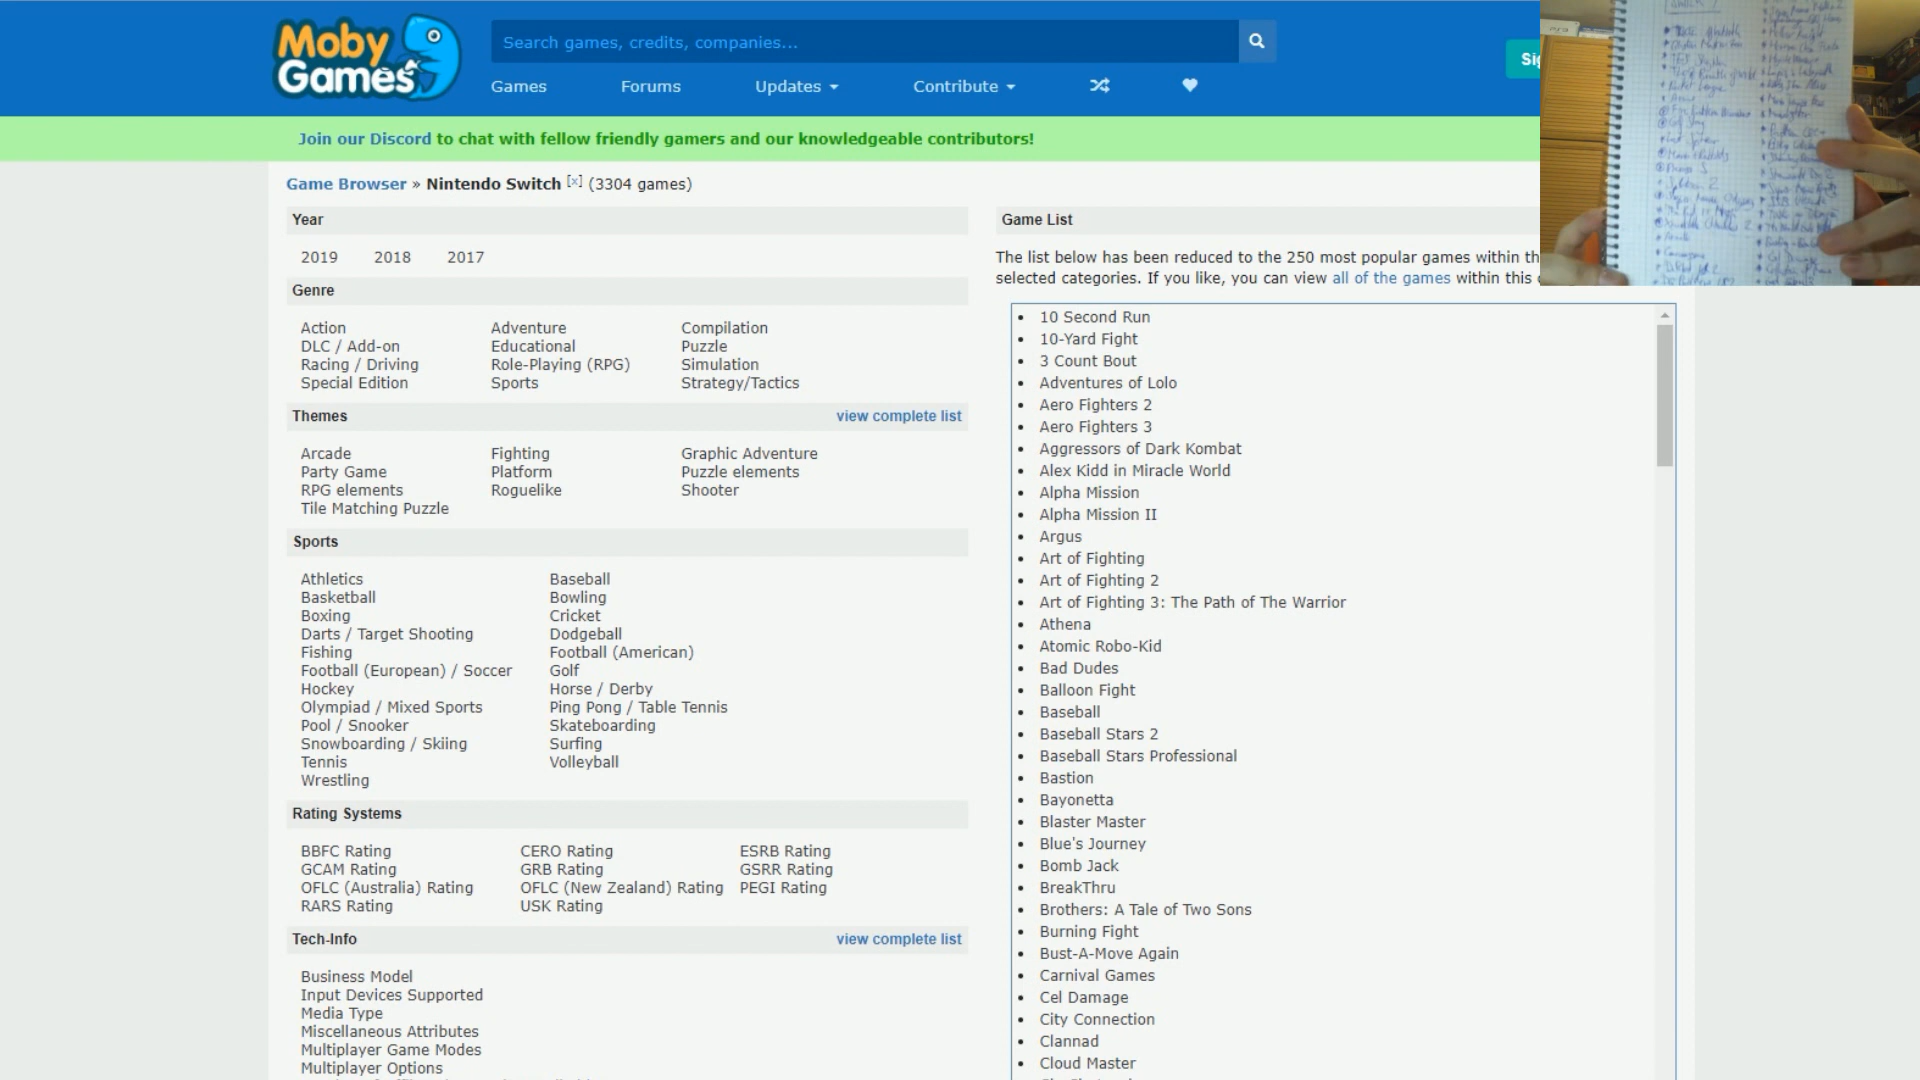 Moby
Games
Search games, credits, companies...
Games
Forums
Updates
Contribute
Join our Discord to chat with fellow friendly gamers and our knowledgeable contributors!
Game Browser » Nintendo Switch [x] (3304 games)
Year
2019 2018 2017
Genre
Action Adventure Compilation
DLC / Add-on Educational Puzzle
Racing / Driving Role-Playing (RPG) Simulation
Special Edition Sports Strategy/Tactics
Themes view complete list
Arcade Fighting Graphic Adventure
Party Game Platform Puzzle elements
RPG elements Roguelike Shooter
Tile Matching Puzzle
Sports
Athletics Baseball
Basketball Bowling
Boxing Cricket
Darts / Target Shooting Dodgeball
Fishing Football (American)
Football (European) / Soccer Golf
Hockey Horse / Derby
Olympiad / Mixed Sports Ping Pong / Table Tennis
Pool / Snooker Skateboarding
Snowboarding / Skiing Surfing
Tennis Volleyball
Wrestling
Rating Systems
BBFC Rating CERO Rating ESRB Rating
GCAM Rating GRB Rating GSRR Rating
OFLC (Australia) Rating OFLC (New Zealand) Rating PEGI Rating
RARS Rating USK Rating
Tech-Info view complete list
Business Model
Input Devices Supported
Media Type
Miscellaneous Attributes
Multiplayer Game Modes
Multiplayer Options
Game List
The list below has been reduced to the 250 most popular games within th
selected categories. If you like, you can view all of the games within this
10 Second Run
10-Yard Fight
3 Count Bout
Adventures of Lolo
Aero Fighters 2
Aero Fighters 3
Aggressors of Dark Kombat
Alex Kidd in Miracle World
Alpha Mission
Alpha Mission II
Argus
Art of Fighting
Art of Fighting 2
Art of Fighting 3: The Path of The Warrior
Athena
Atomic Robo-Kid
Bad Dudes
Balloon Fight
Baseball
Baseball Stars 2
Baseball Stars Professional
Bastion
Bayonetta
Blaster Master
Blue's Journey
Bomb Jack
BreakThru
Brothers: A Tale of Two Sons
Burning Fight
Bust-A-Move Again
Carnival Games
Cel Damage
City Connection
Clannad
Cloud Master